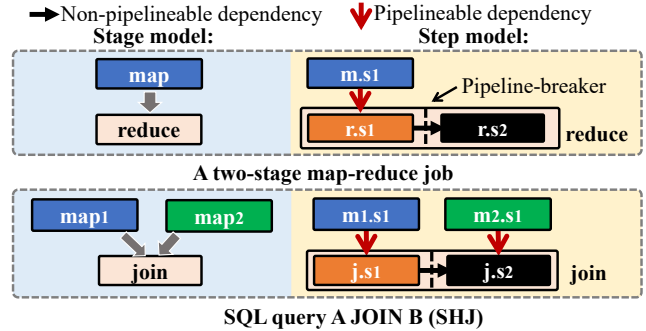 Non-pipelineable dependency Pipelineable dependency
Stage model: Step model:
map m.s1
Pipeline-breaker
reduce r.s1 r.s2 reduce
A two-stage map-reduce job
map1 map2 m1.s1 m2.s1
join j.s1 j.s2 join
SQL query A JOIN B (SHJ)